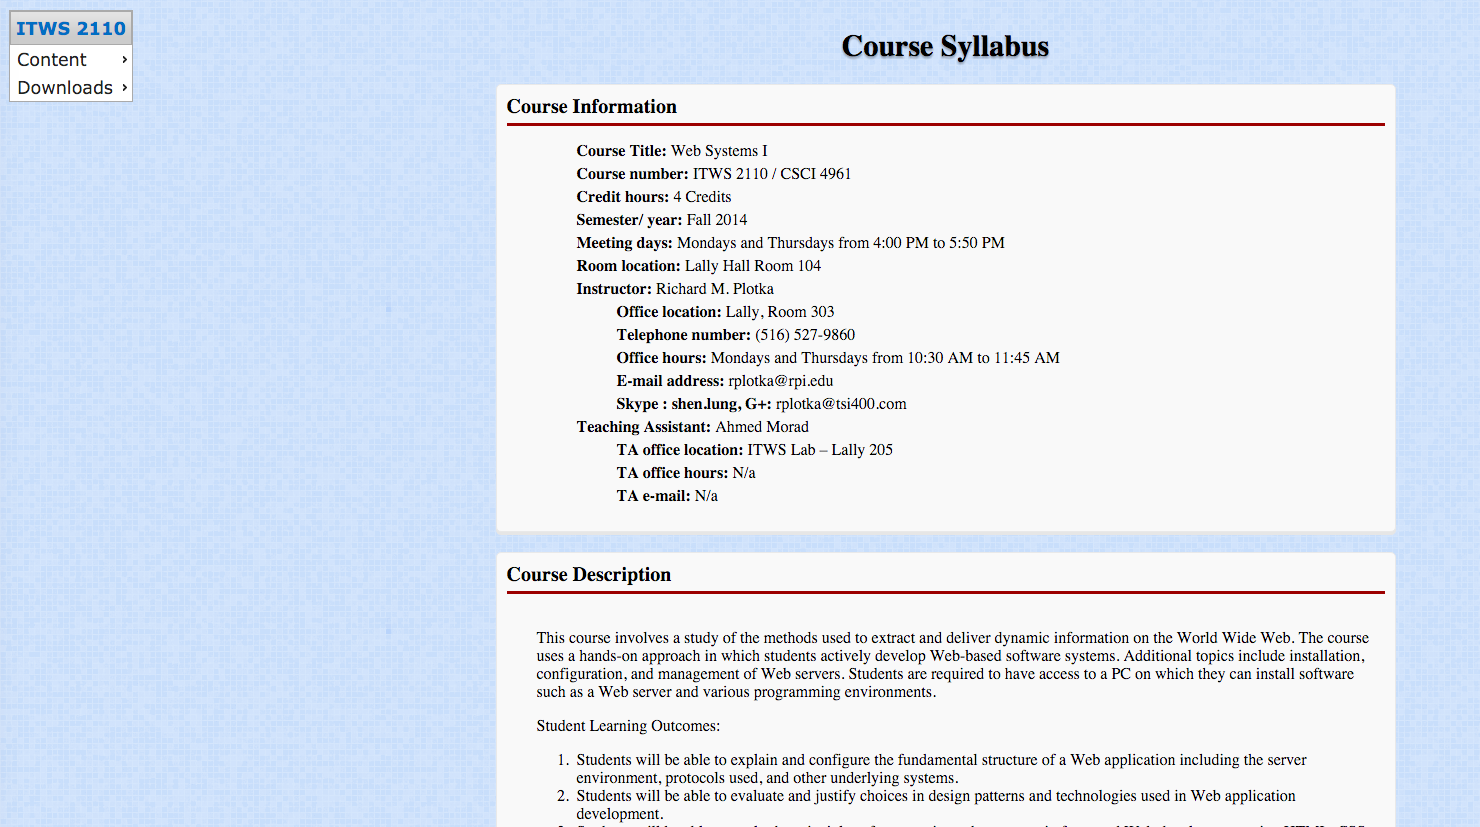 ITWS 2110
Content ›
Downloads ›
Course Syllabus
Course Information
Course Title: Web Systems I
Course number: ITWS 2110 / CSCI 4961
Credit hours: 4 Credits
Semester/ year: Fall 2014
Meeting days: Mondays and Thursdays from 4:00 PM to 5:50 PM
Room location: Lally Hall Room 104
Instructor: Richard M. Plotka
Office location: Lally, Room 303
Telephone number: (516) 527-9860
Office hours: Mondays and Thursdays from 10:30 AM to 11:45 AM
E-mail address: rplotka@rpi.edu
Skype : shen.lung, G+: rplotka@tsi400.com
Teaching Assistant: Ahmed Morad
TA office location: ITWS Lab – Lally 205
TA office hours: N/a
TA e-mail: N/a
Course Description
This course involves a study of the methods used to extract and deliver dynamic information on the World Wide Web. The course
uses a hands-on approach in which students actively develop Web-based software systems. Additional topics include installation,
configuration, and management of Web servers. Students are required to have access to a PC on which they can install software
such as a Web server and various programming environments.
Student Learning Outcomes:
1. Students will be able to explain and configure the fundamental structure of a Web application including the server
environment, protocols used, and other underlying systems.
2. Students will be able to evaluate and justify choices in design patterns and technologies used in Web application
development.